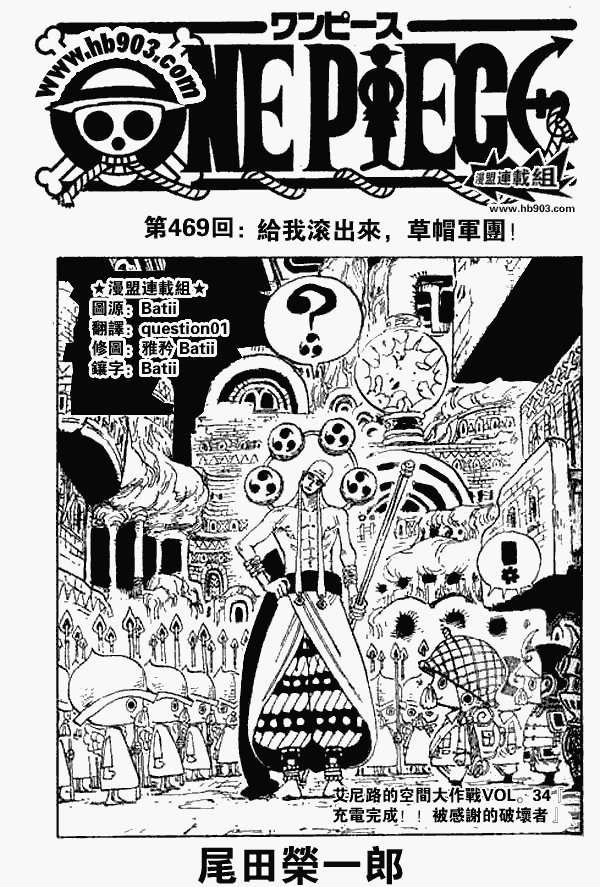 ワンピース
www.hb903.com
ONE PIECE
漫盟連載組
www.hb903.com
第469回：給我滾出來，草帽軍團！
★漫盟連載組★
圖源：Batii
翻譯：question01
修圖：雅矜 Batii
鑲字：Batii
?
!
艾尼路的空間大作戰VOL。34『
充電完成！！被感謝的破壞者』
尾田榮一郎